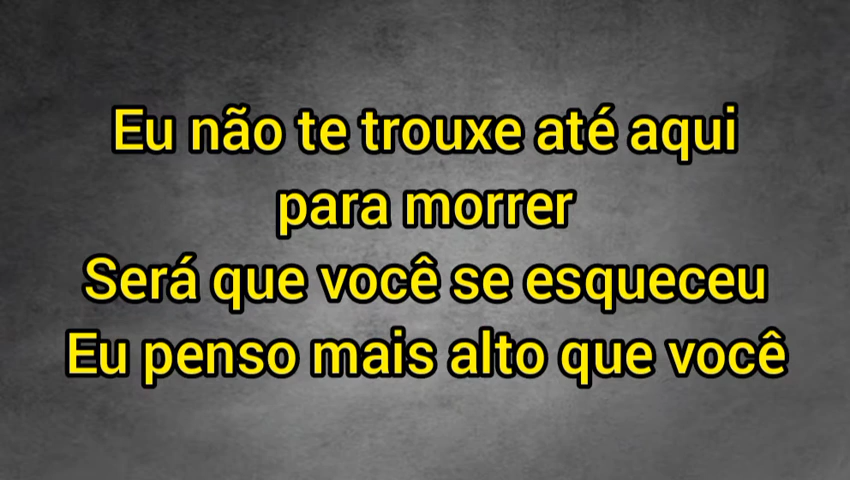 Eu não te trouxe até aqui
para morrer
Será que você se esqueceu
Eu penso mais alto que você